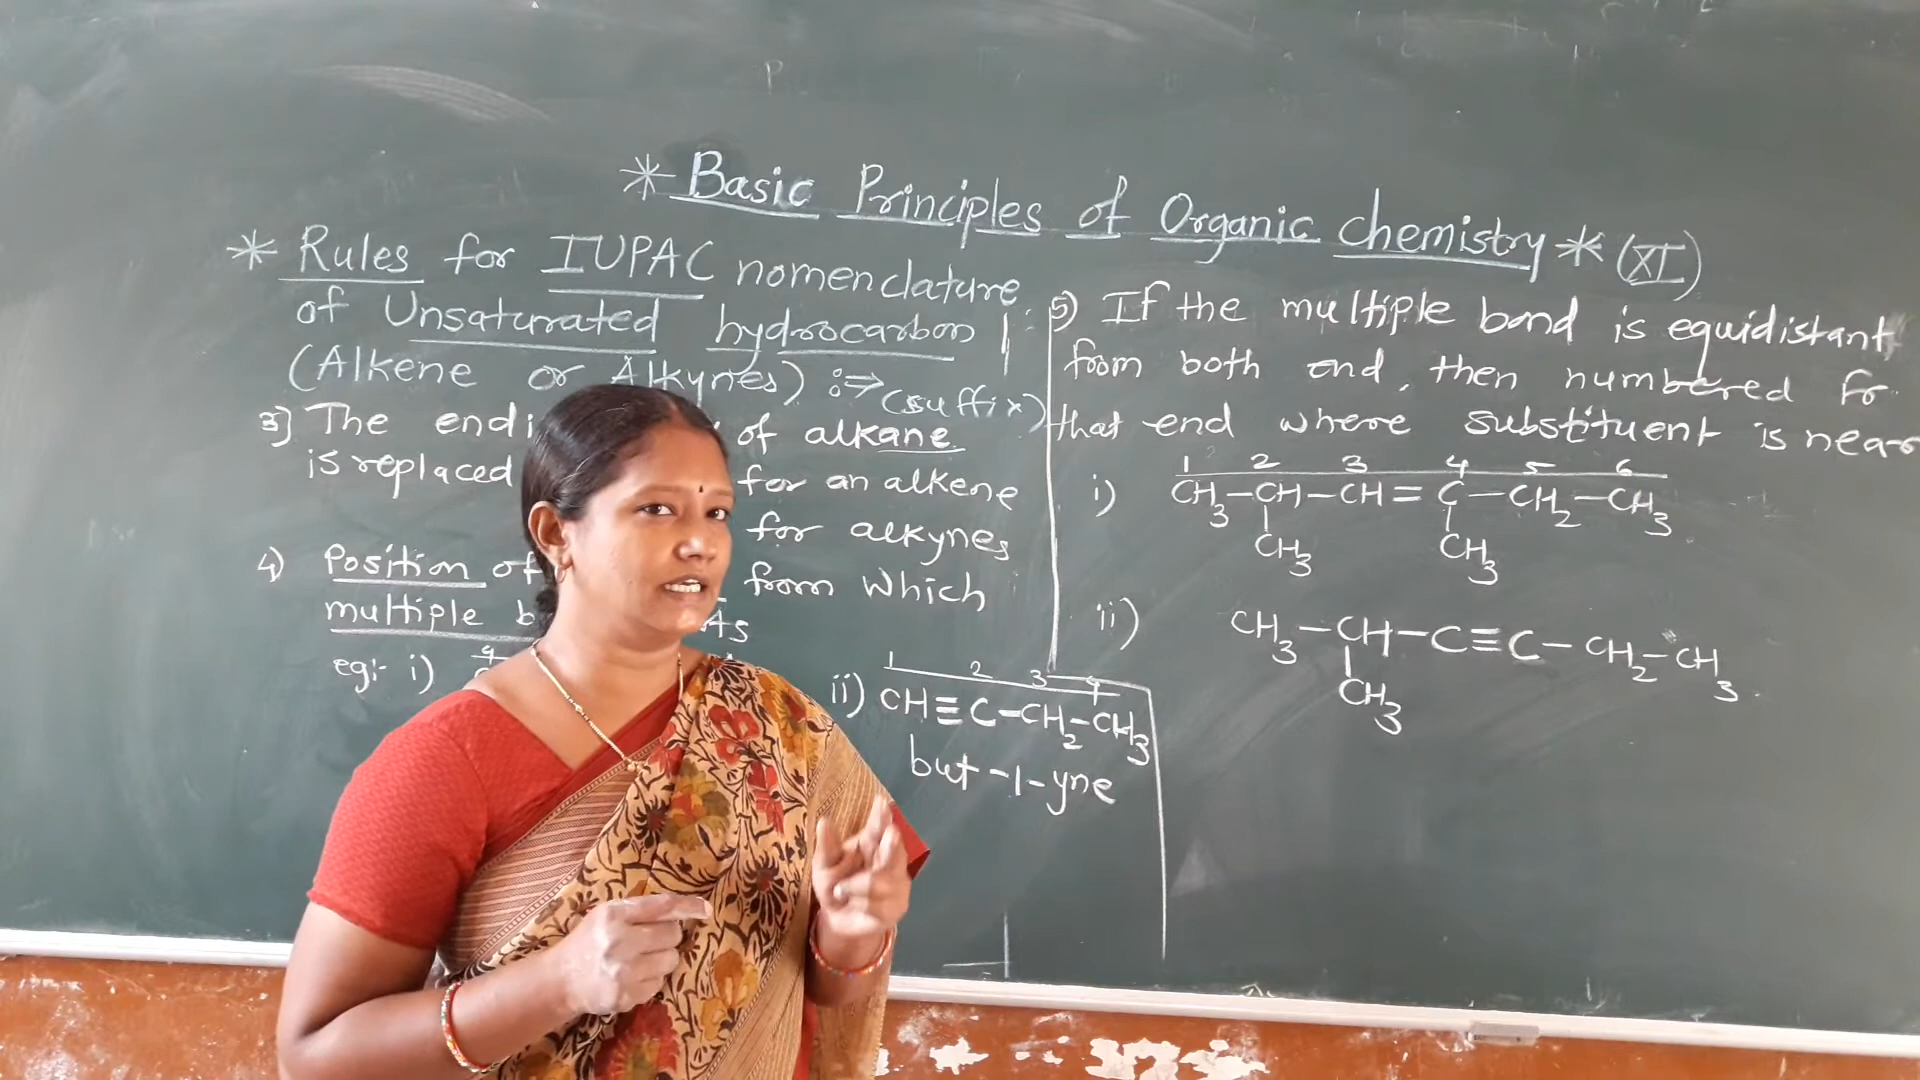 * Basic Principles of Organic chemistry * (XI)
* Rules for IUPAC nomenclature
of Unsaturated hydrocarbon
(Alkene or Alkynes) :⇒ (suffix)
3) The of alkane
is replaced for an alkene
for alkynes
4) Position of from which
multiple As
eg:- i) 4
ii) 1 2 3 4
CH≡C-CH2-CH3
but-1-yne
5) If the multiple bond is equidistant
from both end, then numbered
that end where substituent is
1 2 3 4 5 6
i) CH3-CH-CH=C-CH2-CH3
CH3 CH3
ii) CH3-CH-C≡C-CH2-CH3
CH3